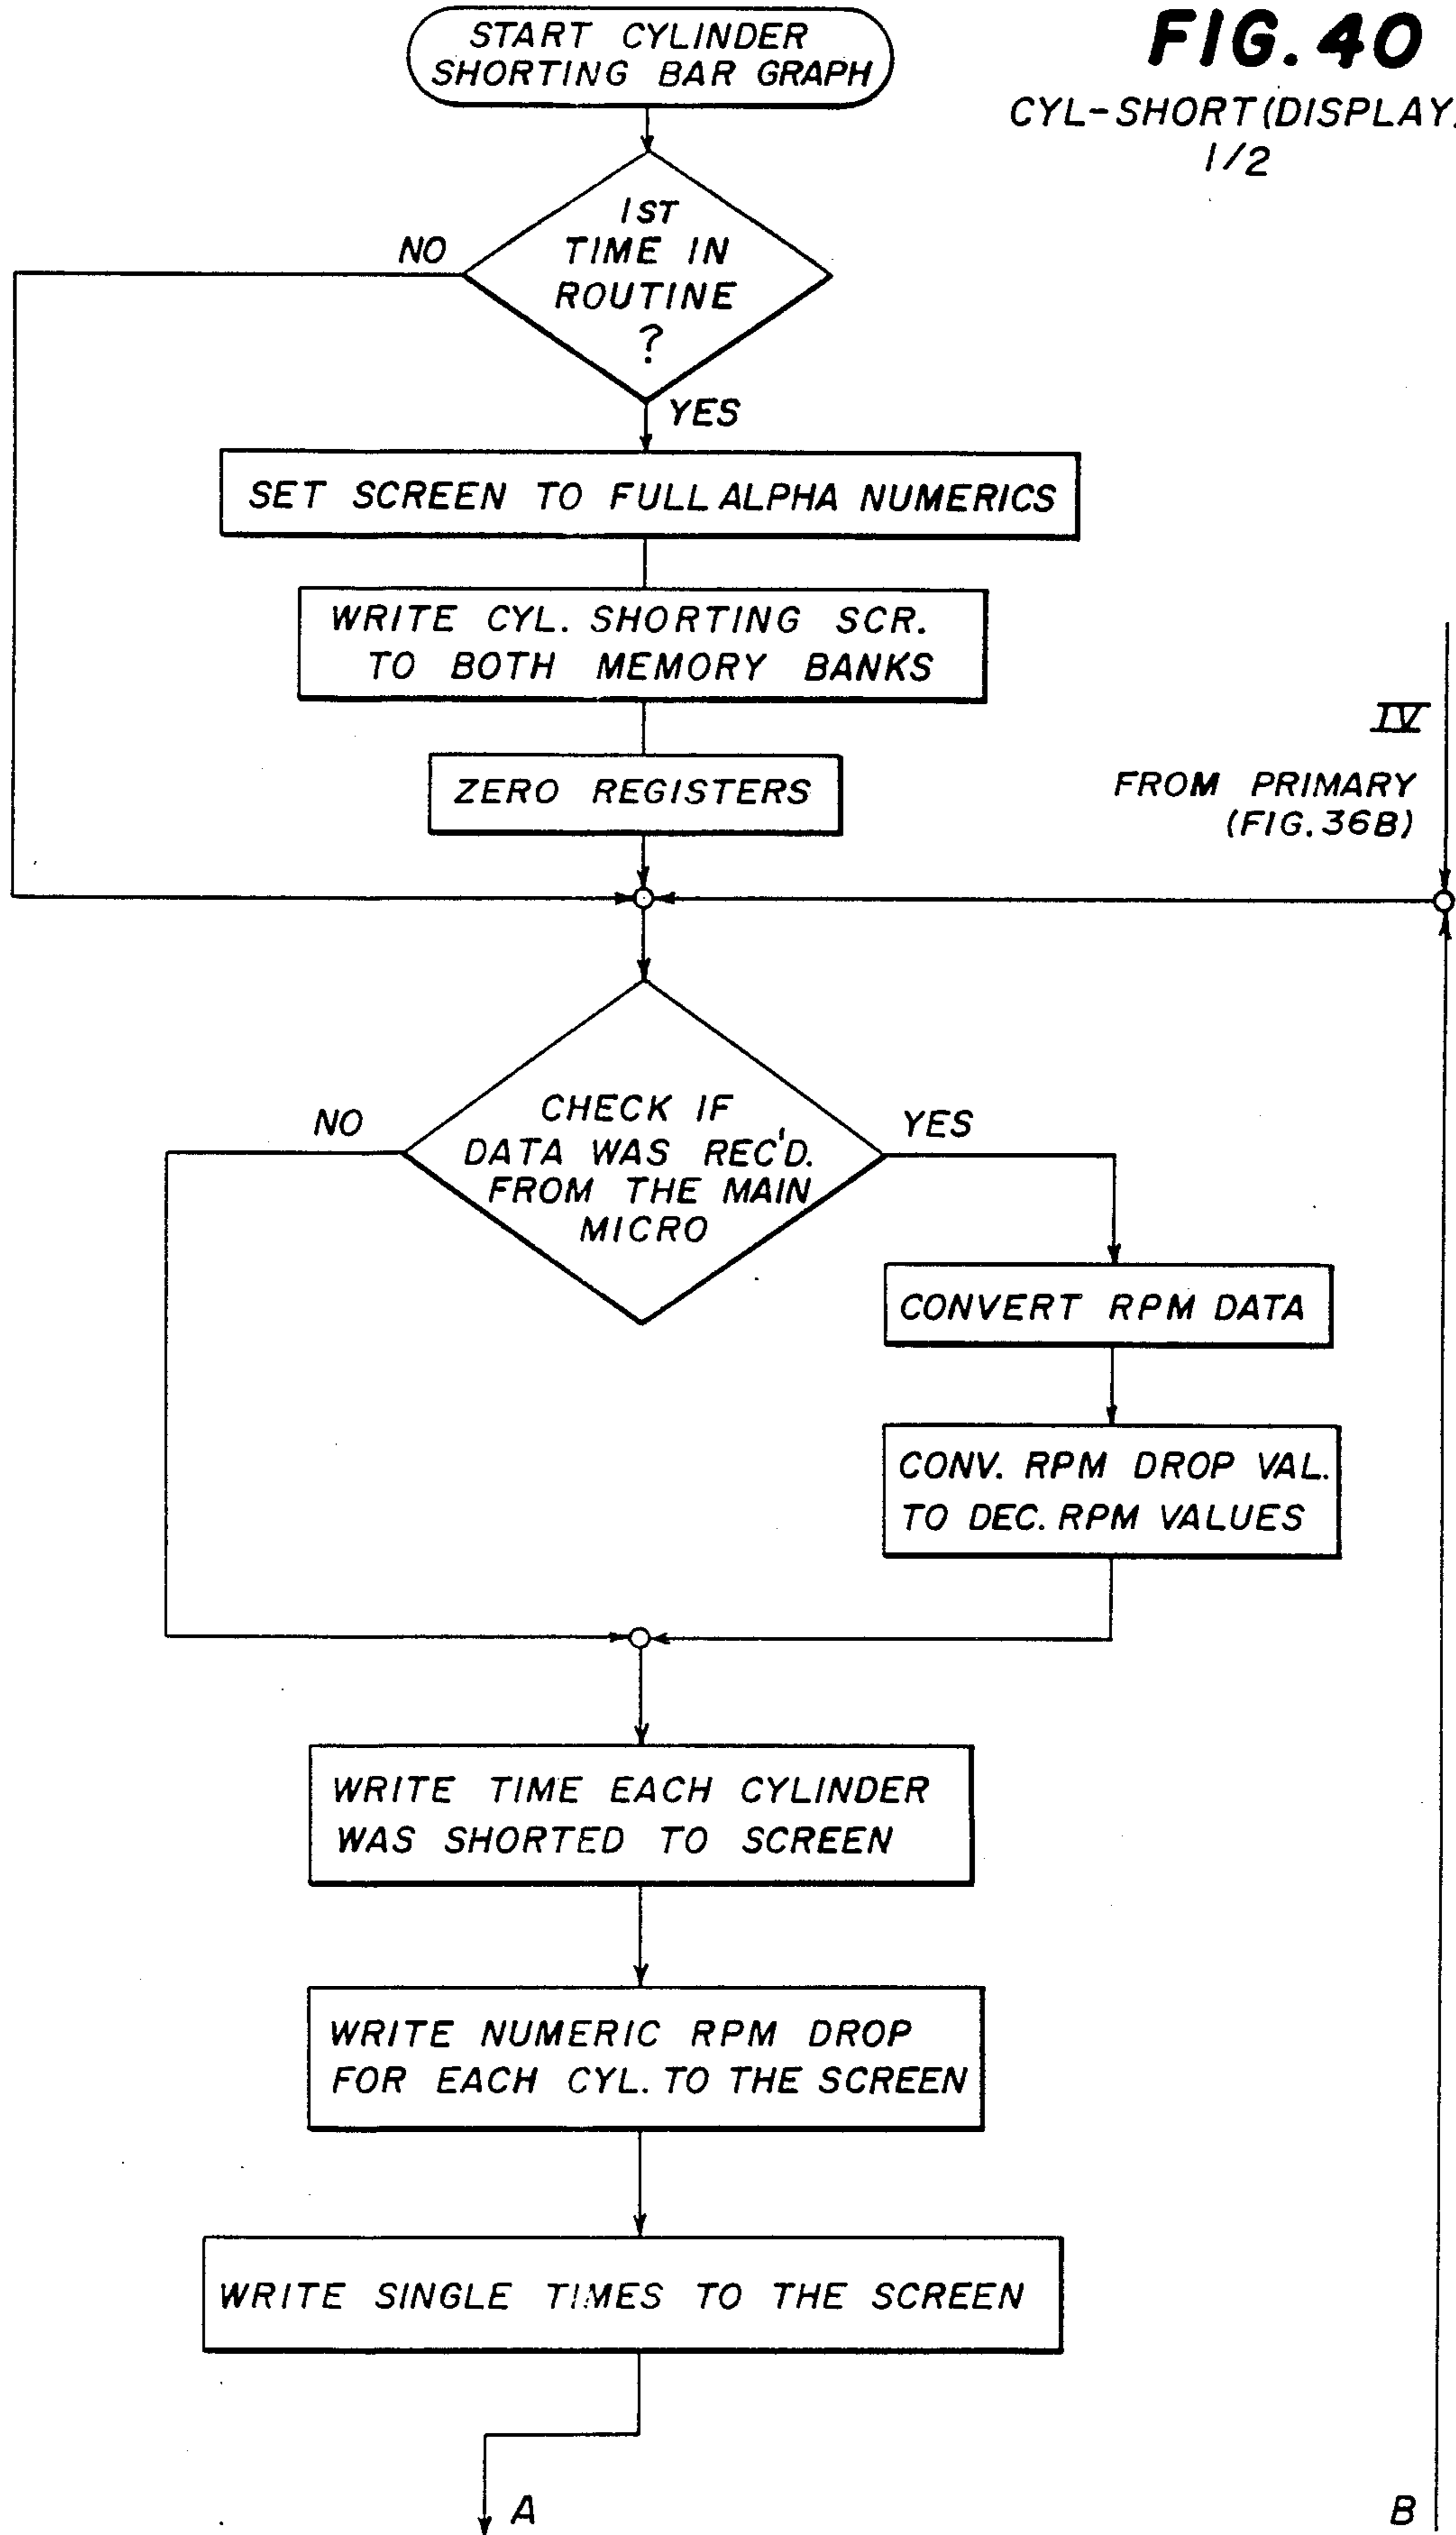 START CYLINDER
SHORTING BAR GRAPH
FIG. 40
CYL-SHORT (DISPLAY)
1/2
1ST
TIME IN
ROUTINE
?
NO
YES
SET SCREEN TO FULL ALPHA NUMERICS
WRITE CYL. SHORTING SCR.
TO BOTH MEMORY BANKS
ZERO REGISTERS
IV
FROM PRIMARY
(FIG. 36B)
CHECK IF
DATA WAS REC'D.
FROM THE MAIN
MICRO
NO
YES
CONVERT RPM DATA
CONV. RPM DROP VAL.
TO DEC. RPM VALUES
WRITE TIME EACH CYLINDER
WAS SHORTED TO SCREEN
WRITE NUMERIC RPM DROP
FOR EACH CYL. TO THE SCREEN
WRITE SINGLE TIMES TO THE SCREEN
A
B